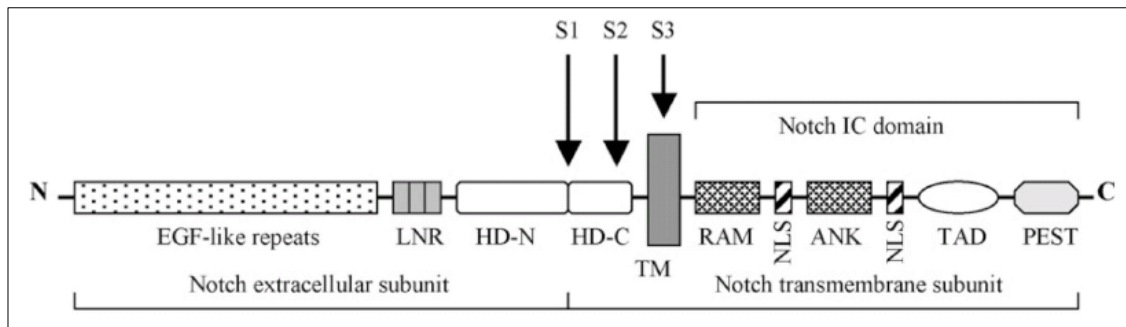 S1 S2 S3
Notch IC domain
N C
EGF-like repeats LNR HD-N HD-C RAM NLS ANK NLS TAD PEST
TM
Notch extracellular subunit Notch transmembrane subunit